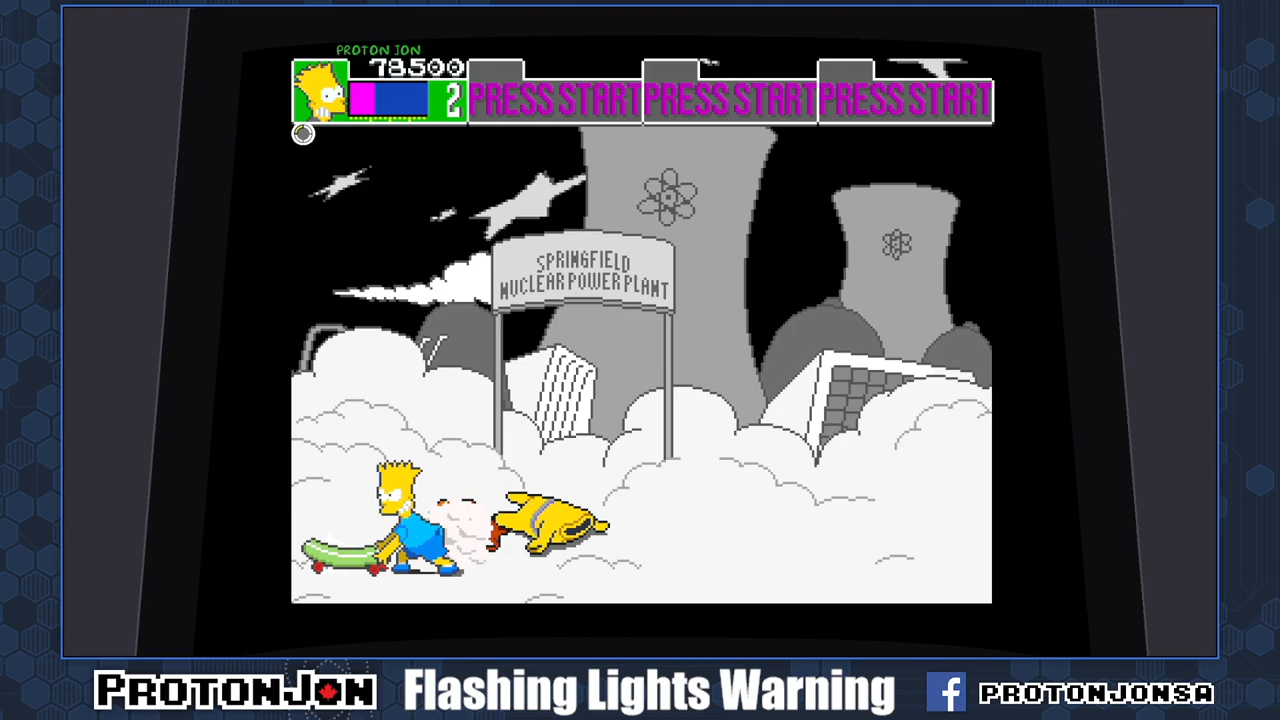 PROTON JON
78500
2
PRESS START PRESS START PRESS START
SPRINGFIELD
NUCLEAR POWER PLANT
PROTONJON Flashing Lights Warning f PROTONJONSA